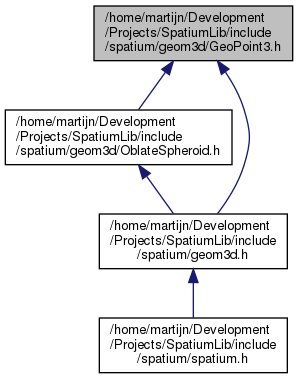 /home/martijn/Development
/Projects/SpatiumLib/include
/spatium/geom3d/GeoPoint3.h
/home/martijn/Development
/Projects/SpatiumLib/include
/spatium/geom3d/OblateSpheroid.h
/home/martijn/Development
/Projects/SpatiumLib/include
/spatium/geom3d.h
/home/martijn/Development
/Projects/SpatiumLib/include
/spatium/spatium.h